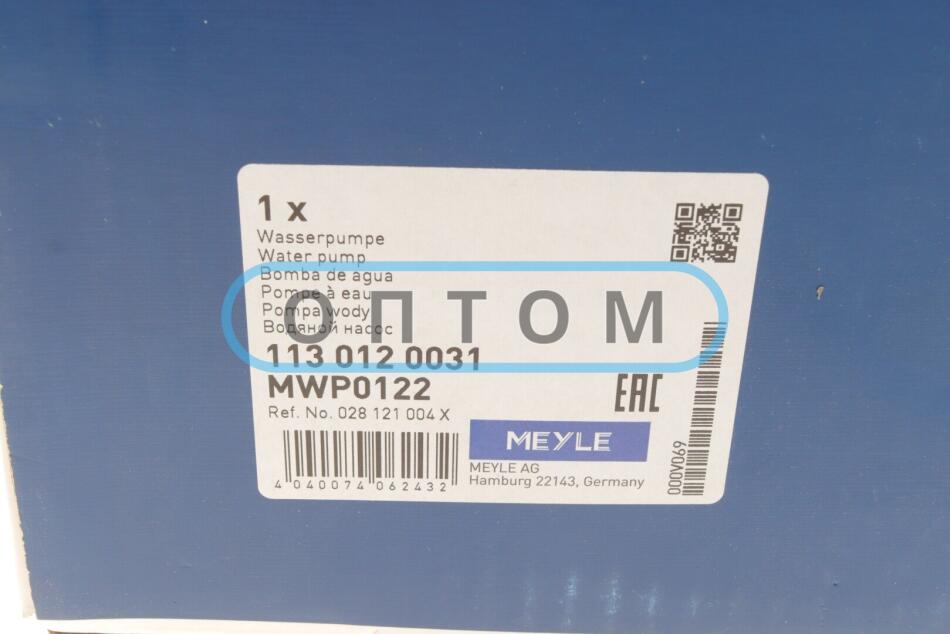 1 x
Wasserpumpe
Water pump
Bomba de agua
Pompe à eau
Pompa wody
Водяной насос
ОПТОМ
113 012 0031
MWP0122
Ref. No. 028 121 004 X
EAC
MEYLE
MEYLE AG
Hamburg 22143, Germany
4 040074 062432
000V069